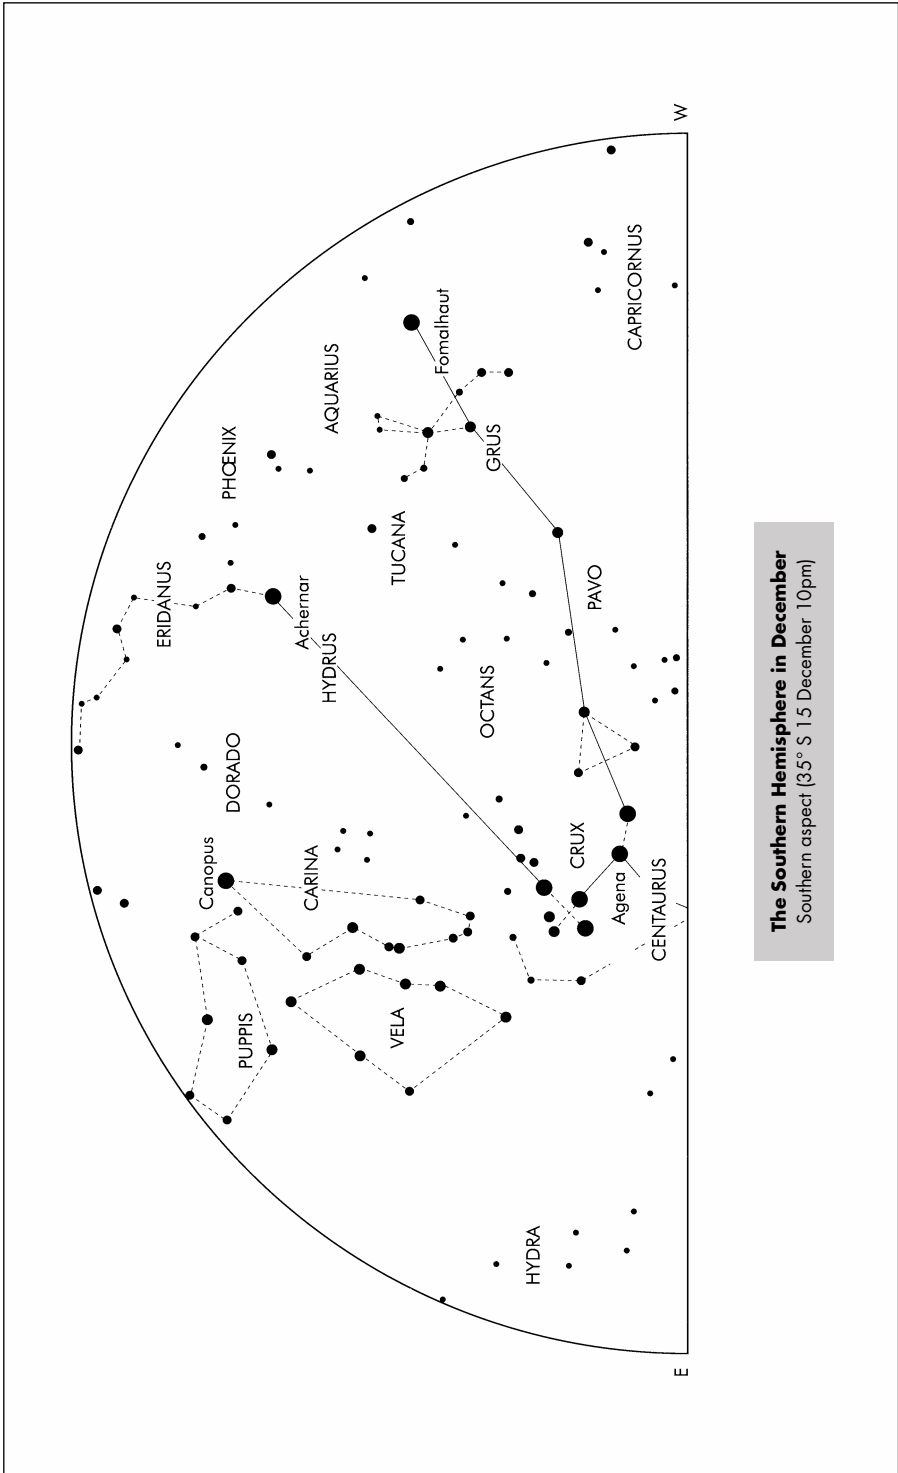 E
W
ERIDANUS
PHŒNIX
Canopus
DORADO
Achernar
HYDRUS
AQUARIUS
PUPPIS
CARINA
TUCANA
Fomalhaut
VELA
OCTANS
GRUS
HYDRA
CRUX
PAVO
Agena
CENTAURUS
CAPRICORNUS
The Southern Hemisphere in December
Southern aspect (35° S 15 December 10pm)